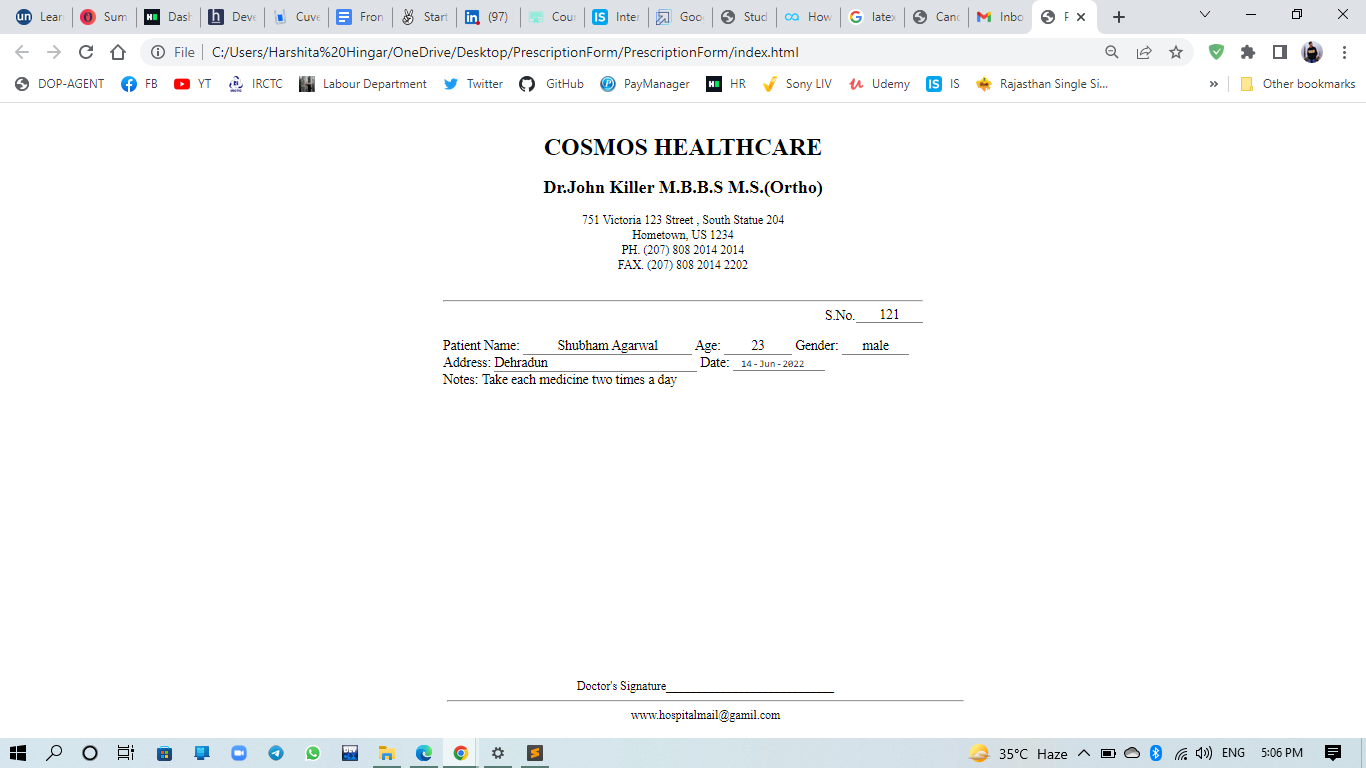 Learn Sum Dash Deve Cuve Fron Start (97) Cour Inter Goo Stud How latex Cand Inbo
File C:/Users/Harshita%20Hingar/OneDrive/Desktop/PrescriptionForm/PrescriptionForm/index.html
DOP-AGENT FB YT IRCTC Labour Department Twitter GitHub PayManager HR Sony LIV Udemy IS Rajasthan Single Si... » Other bookmarks
COSMOS HEALTHCARE
Dr.John Killer M.B.B.S M.S.(Ortho)
751 Victoria 123 Street , South Statue 204
Hometown, US 1234
PH. (207) 808 2014 2014
FAX. (207) 808 2014 2202
S.No. 121
Patient Name: Shubham Agarwal Age: 23 Gender: male
Address: Dehradun Date: 14-Jun-2022
Notes: Take each medicine two times a day
Doctor's Signature
www.hospitalmail@gamil.com
35°C Haze ENG 5:06 PM